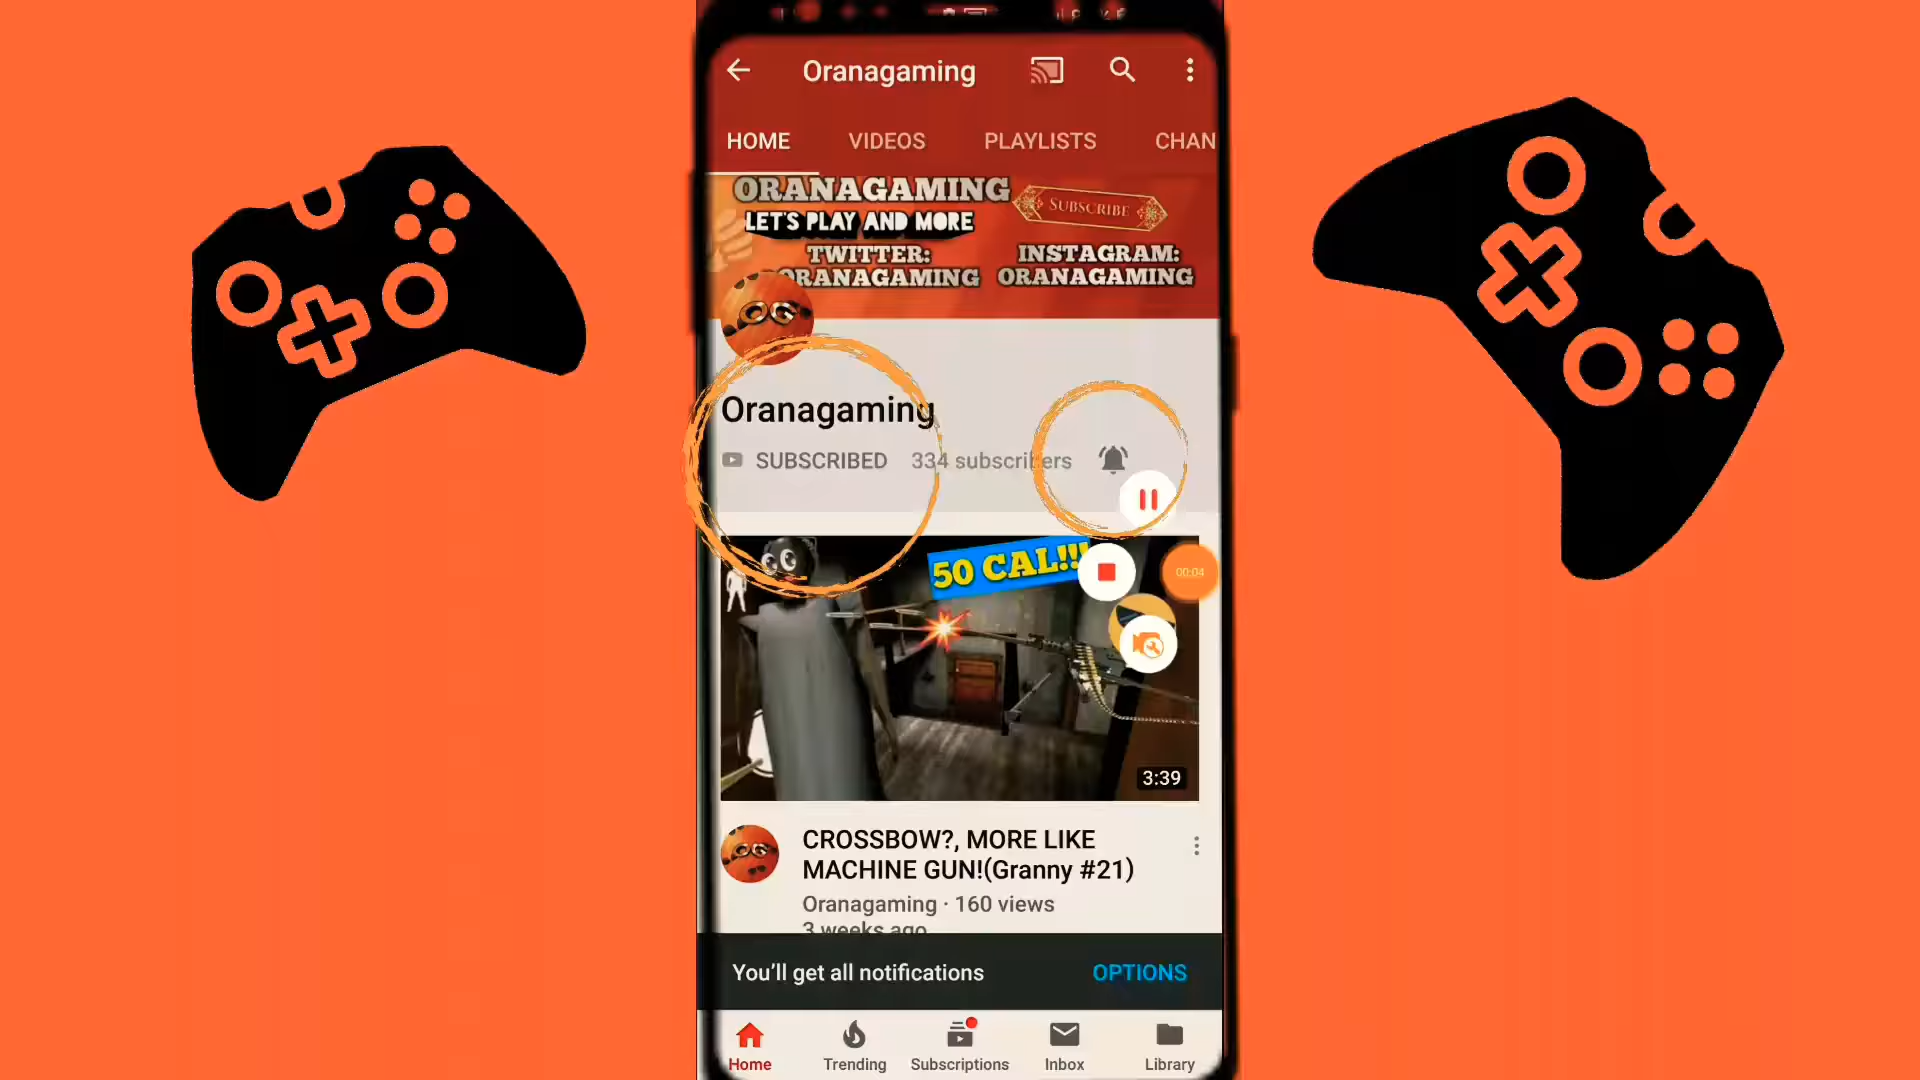 Oranagaming
HOME VIDEOS PLAYLISTS CHAN
ORANAGAMING
SUBSCRIBE
LET'S PLAY AND MORE
TWITTER: INSTAGRAM:
ORANAGAMING ORANAGAMING
Oranagaming
SUBSCRIBED 334 subscribers
50 CAL!!!
00:04
3:39
CROSSBOW?, MORE LIKE
MACHINE GUN!(Granny #21)
Oranagaming · 160 views
3 weeks ago
You'll get all notifications OPTIONS
Home Trending Subscriptions Inbox Library